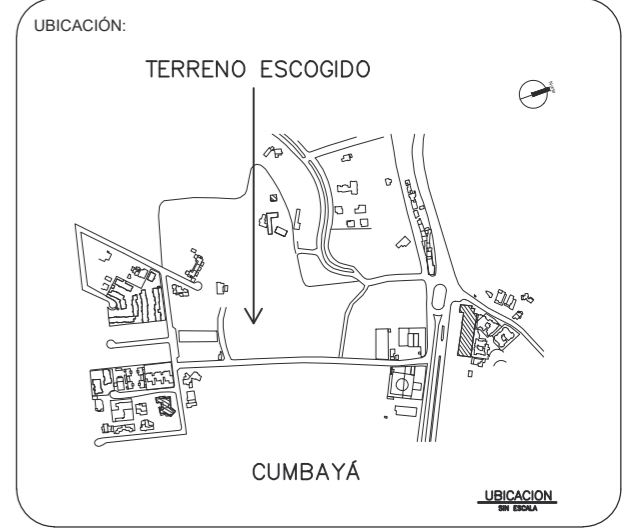 UBICACIÓN:
TERRENO ESCOGIDO
CUMBAYÁ
UBICACION
SIN ESCALA